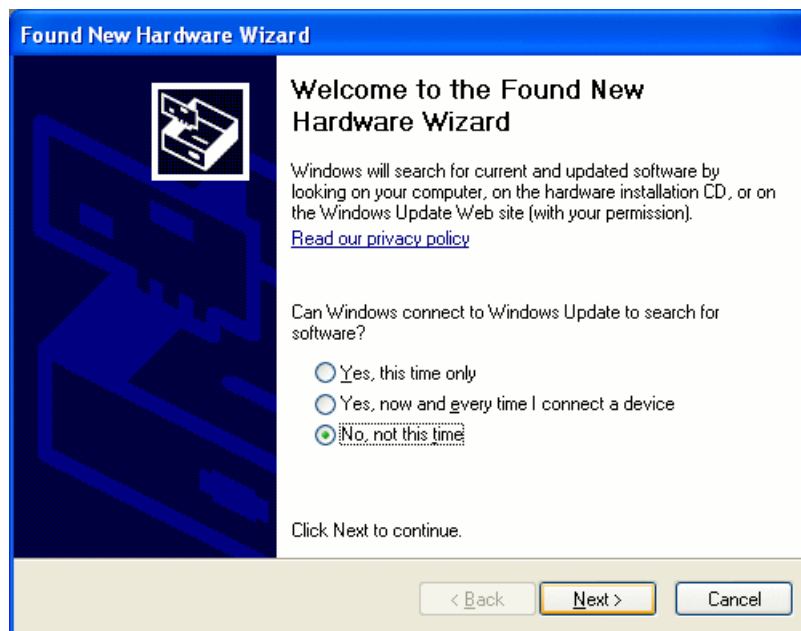 Found New Hardware Wizard
Welcome to the Found New
Hardware Wizard
Windows will search for current and updated software by
looking on your computer, on the hardware installation CD, or on
the Windows Update Web site (with your permission).
Read our privacy policy
Can Windows connect to Windows Update to search for
software?
Yes, this time only
Yes, now and every time I connect a device
No, not this time
Click Next to continue.
< Back
Next >
Cancel